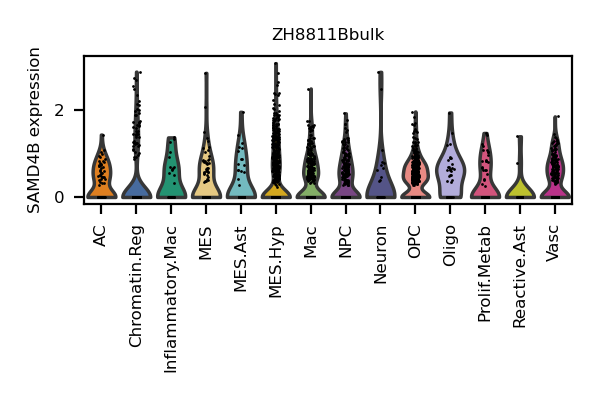 ZH8811Bbulk
SAMD4B expression
2
0
AC
Chromatin.Reg
Inflammatory.Mac
MES
MES.Ast
MES.Hyp
Mac
NPC
Neuron
OPC
Oligo
Prolif.Metab
Reactive.Ast
Vasc